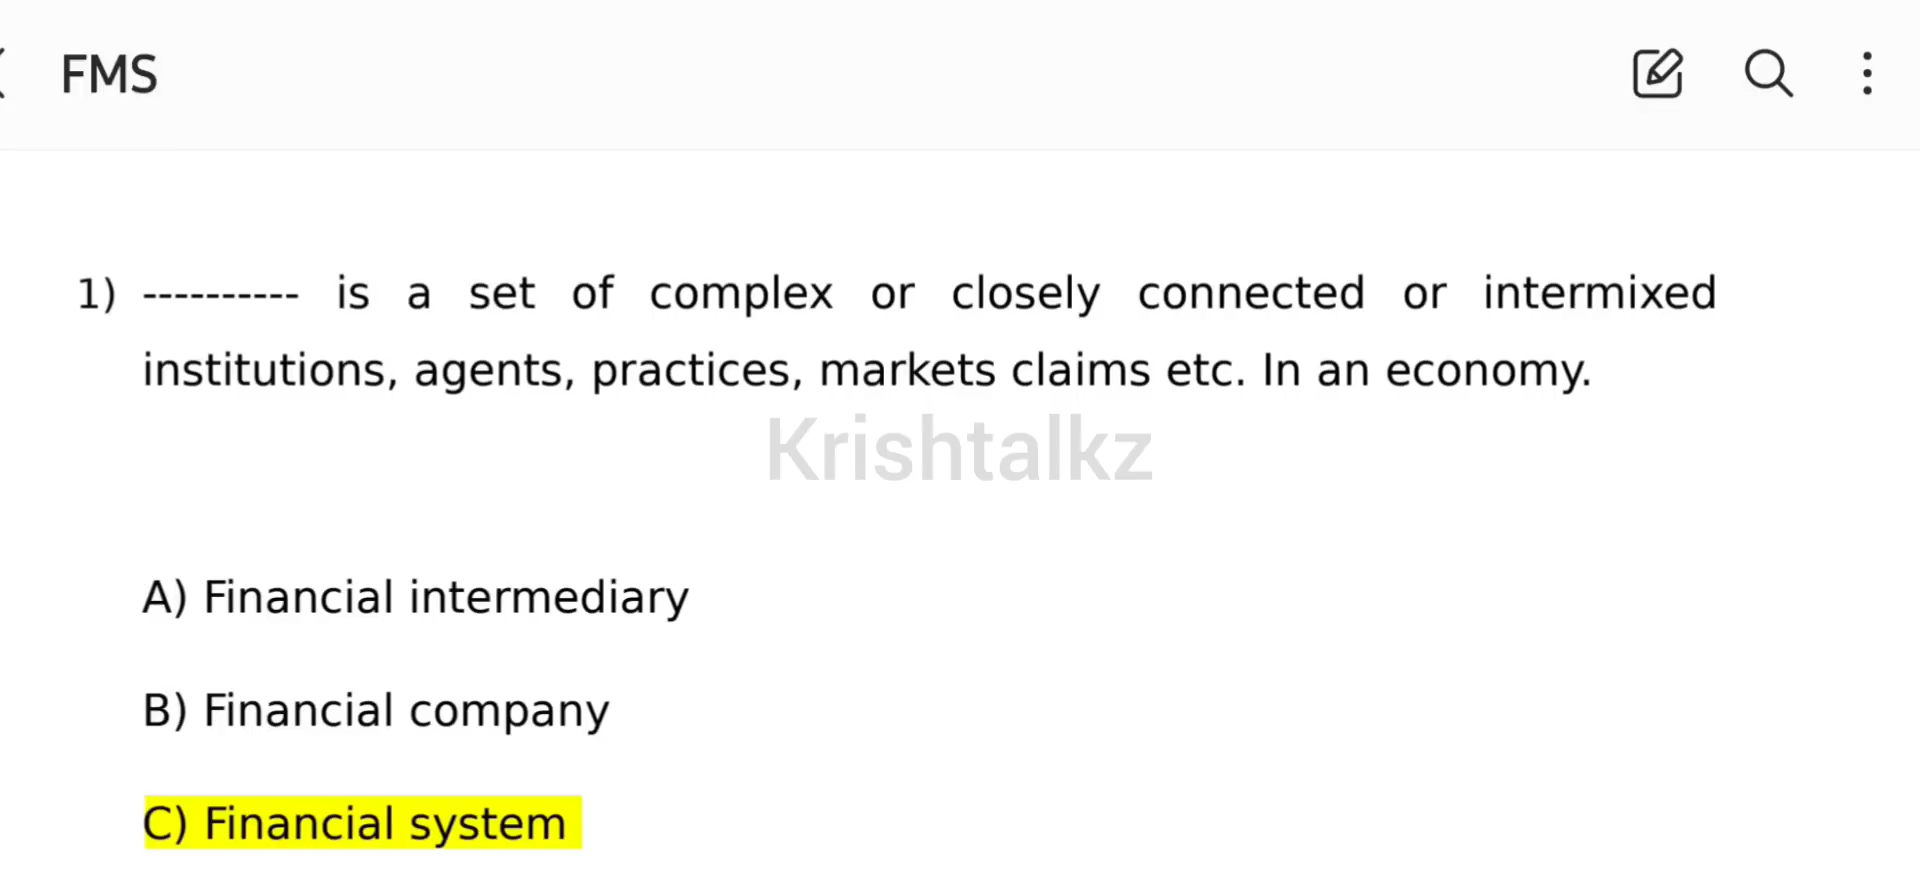 FMS
1) ---------- is a set of complex or closely connected or intermixed
institutions, agents, practices, markets claims etc. In an economy.
Krishtalkz
A) Financial intermediary
B) Financial company
C) Financial system